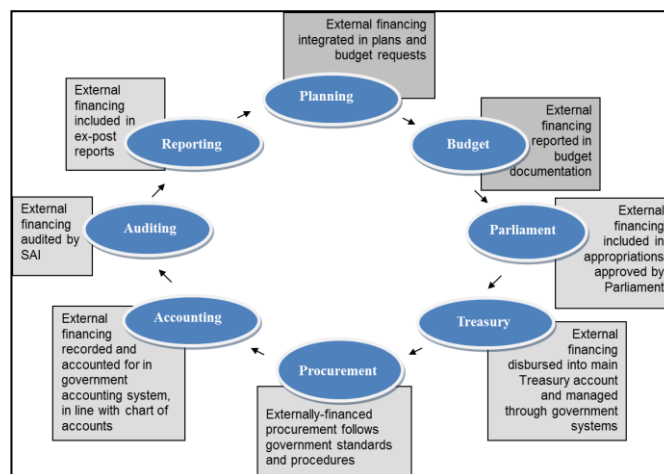 External financing
integrated in plans and
budget requests
Planning
External
financing
reported in
budget
documentation
Budget
External
financing
included in
appropriations
approved by
Parliament
Parliament
External
financing
disbursed into main
Treasury account
and managed
through government
systems
Treasury
Procurement
Externally-financed
procurement follows
government standards
and procedures
Accounting
External
financing
recorded and
accounted for in
government
accounting system,
in line with chart of
accounts
External
financing
audited by
SAI
Auditing
External
financing
included in
ex-post
reports
Reporting